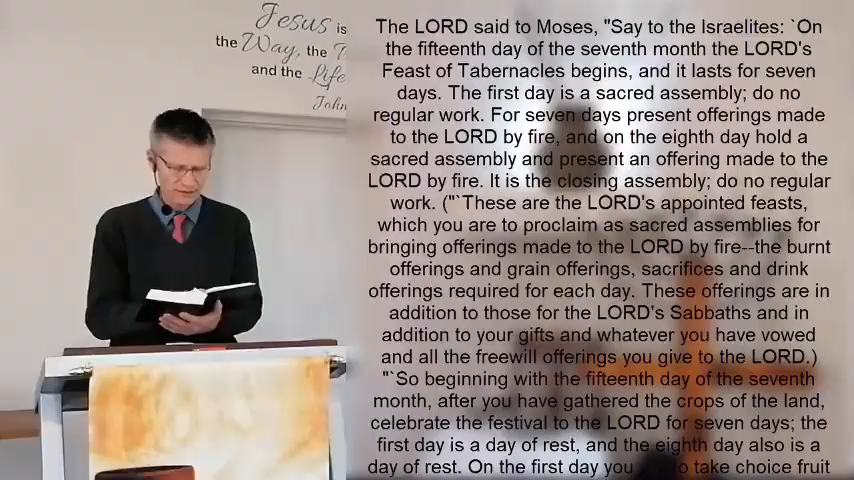 Jesus is
the Way, the
and the Life
John
The LORD said to Moses, "Say to the Israelites: `On
the fifteenth day of the seventh month the LORD's
Feast of Tabernacles begins, and it lasts for seven
days. The first day is a sacred assembly; do no
regular work. For seven days present offerings made
to the LORD by fire, and on the eighth day hold a
sacred assembly and present an offering made to the
LORD by fire. It is the closing assembly; do no regular
work. ("`These are the LORD's appointed feasts,
which you are to proclaim as sacred assemblies for
bringing offerings made to the LORD by fire--the burnt
offerings and grain offerings, sacrifices and drink
offerings required for each day. These offerings are in
addition to those for the LORD's Sabbaths and in
addition to your gifts and whatever you have vowed
and all the freewill offerings you give to the LORD.)
"`So beginning with the fifteenth day of the seventh
month, after you have gathered the crops of the land,
celebrate the festival to the LORD for seven days; the
first day is a day of rest, and the eighth day also is a
day of rest. On the first day you to take choice fruit